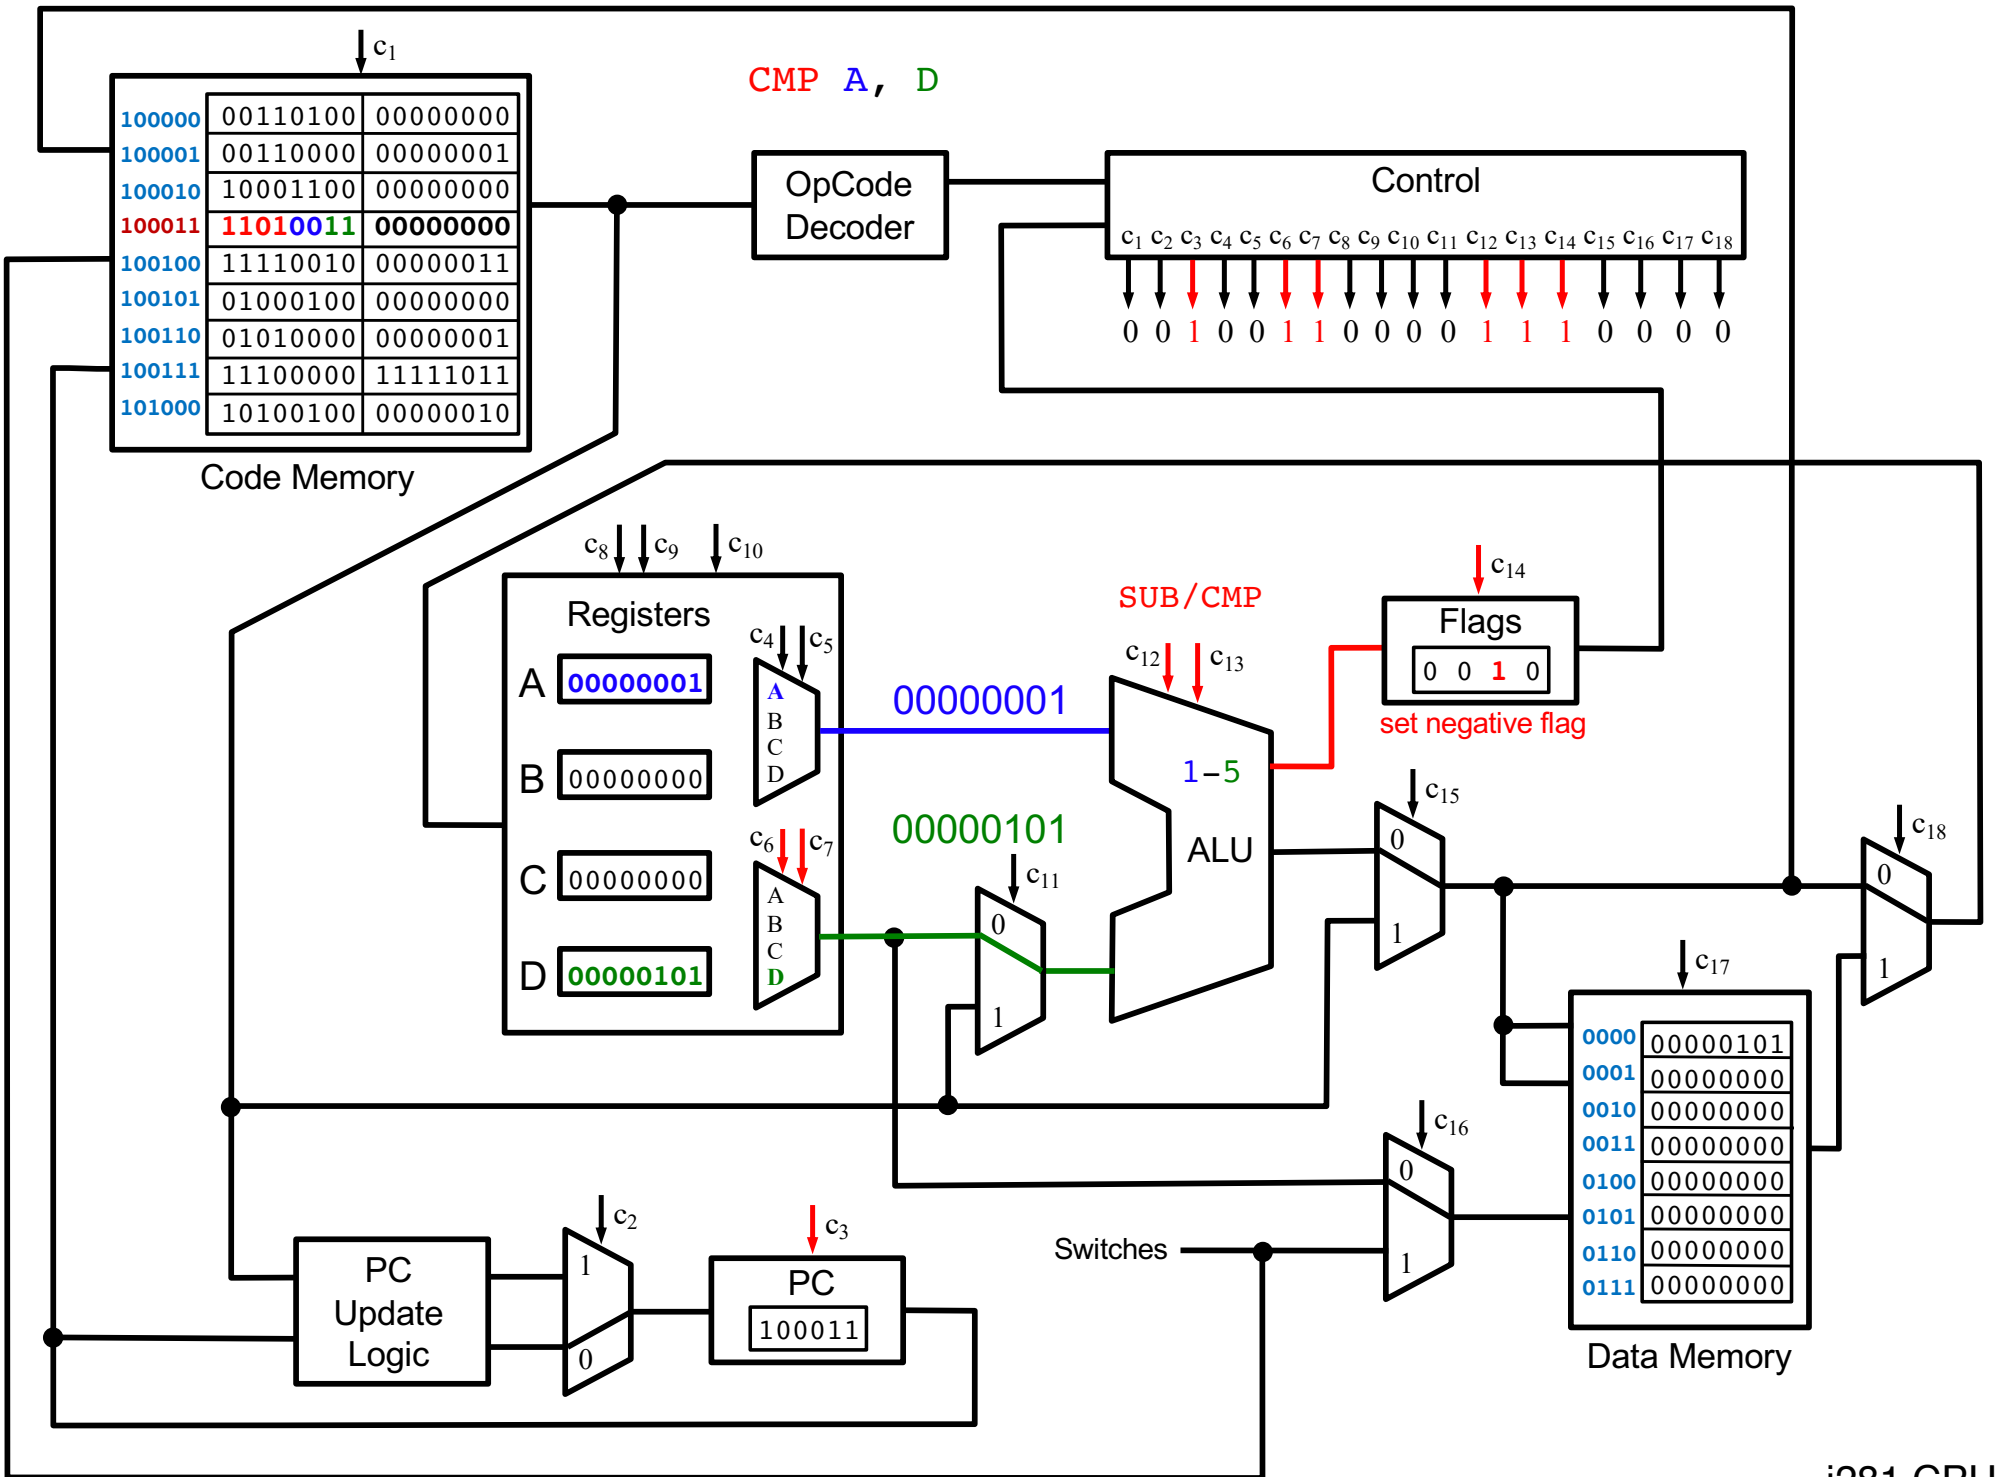 c1
CMP A, D
100000 00110100 00000000
100001 00110000 00000001
100010 10001100 00000000
100011 11010011 00000000
100100 11110010 00000011
100101 01000100 00000000
100110 01010000 00000001
100111 11100000 11111011
101000 10100100 00000010
Code Memory
OpCode
Decoder
Control
c1 c2 c3 c4 c5 c6 c7 c8 c9 c10 c11 c12 c13 c14 c15 c16 c17 c18
0 0 1 0 0 1 1 0 0 0 0 1 1 1 0 0 0 0
c8 c9 c10
Registers
A 00000001
B 00000000
C 00000000
D 00000101
c4 c5
A
B
C
D
c6 c7
A
B
C
D
00000001
00000101
c11
0
1
SUB/CMP
c12 c13
1–5
ALU
c14
Flags
0 0 1 0
set negative flag
c15
0
1
c18
0
1
c17
0000 00000101
0001 00000000
0010 00000000
0011 00000000
0100 00000000
0101 00000000
0110 00000000
0111 00000000
Data Memory
c16
0
1
Switches
PC
Update
Logic
c2
1
0
c3
PC
100011